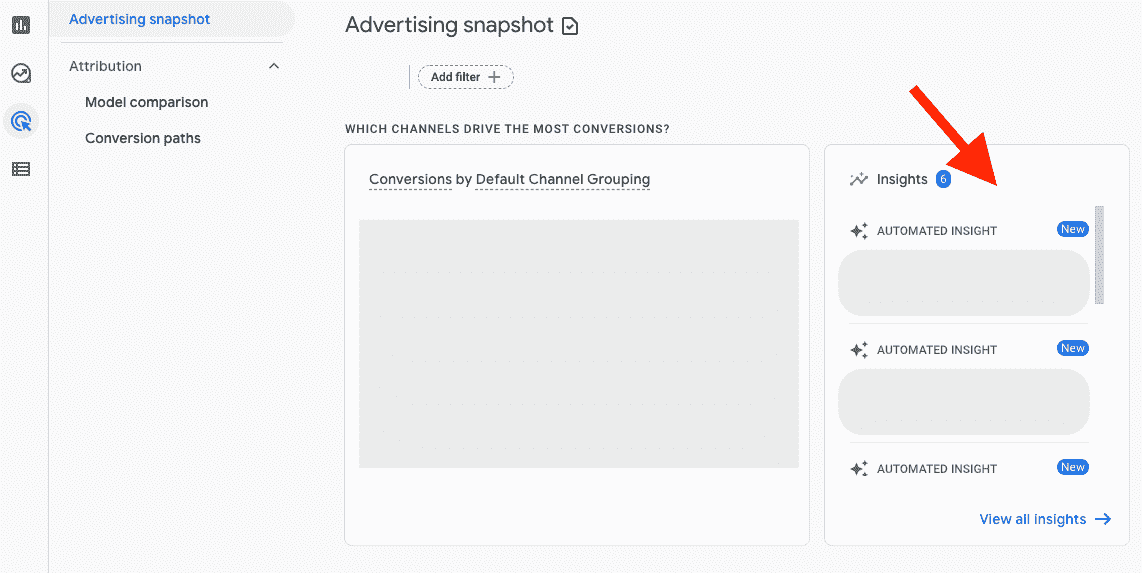 Advertising snapshot
Attribution
Model comparison
Conversion paths
Advertising snapshot
Add filter
WHICH CHANNELS DRIVE THE MOST CONVERSIONS?
Conversions by Default Channel Grouping
Insights 6
AUTOMATED INSIGHT New
AUTOMATED INSIGHT New
AUTOMATED INSIGHT New
View all insights